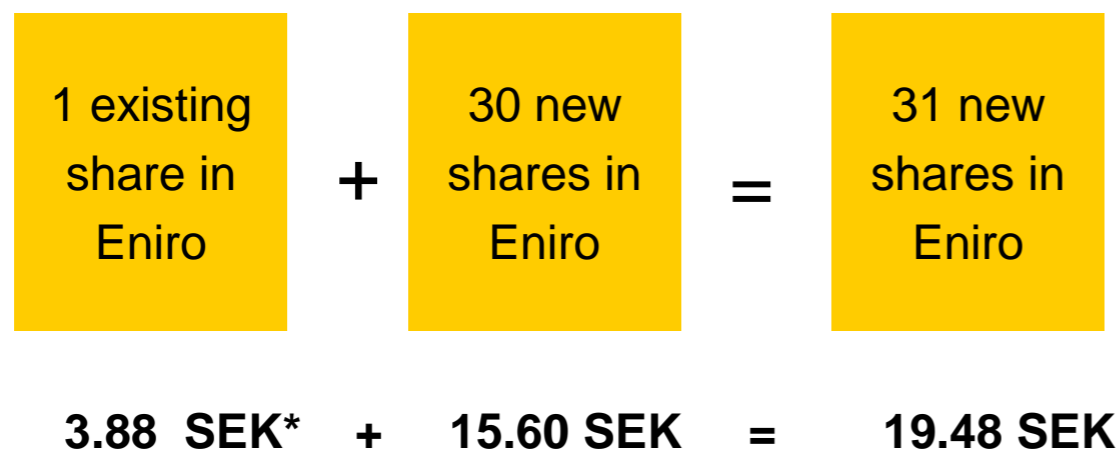 1 existing
share in
Eniro
+
30 new
shares in
Eniro
=
31 new
shares in
Eniro
3.88 SEK* + 15.60 SEK = 19.48 SEK